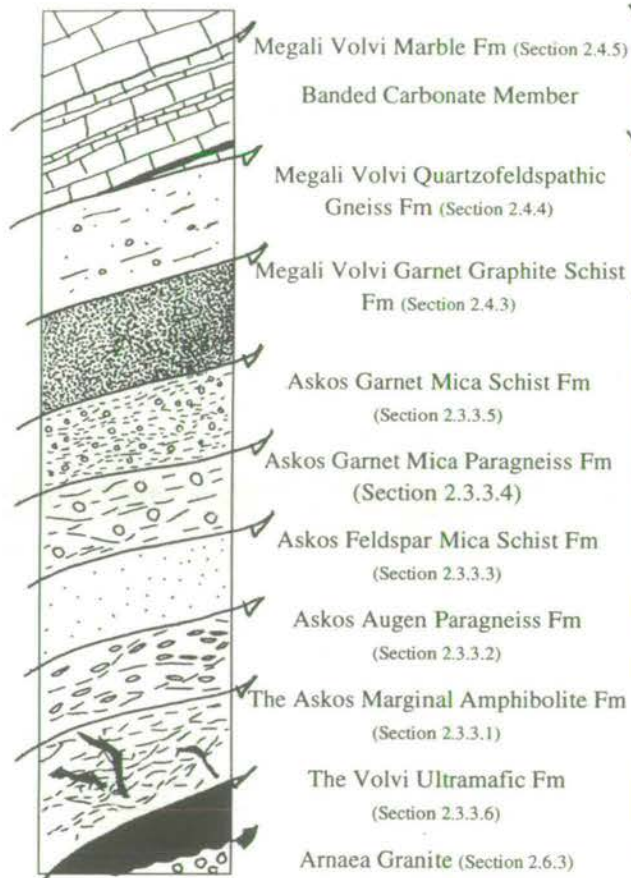 Megali Volvi Marble Fm (Section 2.4.5)
Banded Carbonate Member
Megali Volvi Quartzofeldspathic
Gneiss Fm (Section 2.4.4)
Megali Volvi Garnet Graphite Schist
Fm (Section 2.4.3)
Askos Garnet Mica Schist Fm
(Section 2.3.3.5)
Askos Garnet Mica Paragneiss Fm
(Section 2.3.3.4)
Askos Feldspar Mica Schist Fm
(Section 2.3.3.3)
Askos Augen Paragneiss Fm
(Section 2.3.3.2)
The Askos Marginal Amphibolite Fm
(Section 2.3.3.1)
The Volvi Ultramafic Fm
(Section 2.3.3.6)
Arnaea Granite (Section 2.6.3)